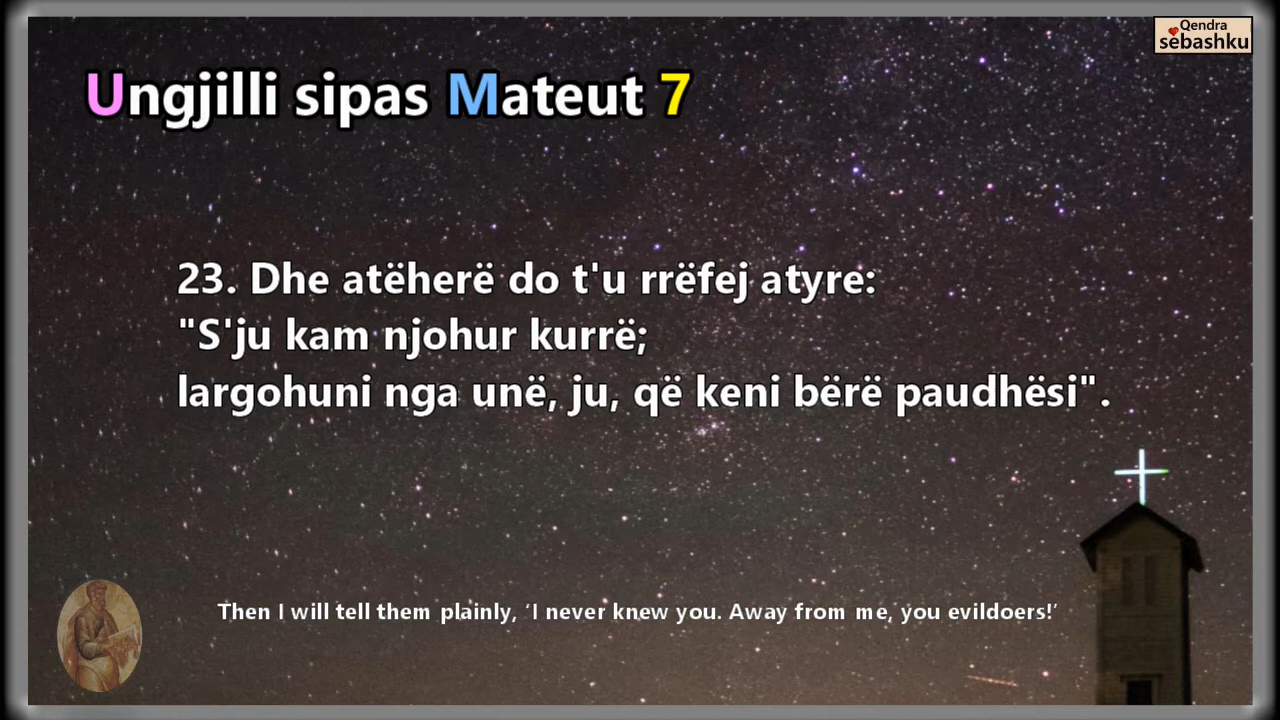 Qendra
sebashku
Ungjilli sipas Mateut 7
23. Dhe atëherë do t'u rrëfej atyre:
"S'ju kam njohur kurrë;
largohuni nga unë, ju, që keni bërë paudhësi".
Then I will tell them plainly, ‘I never knew you. Away from me, you evildoers!’